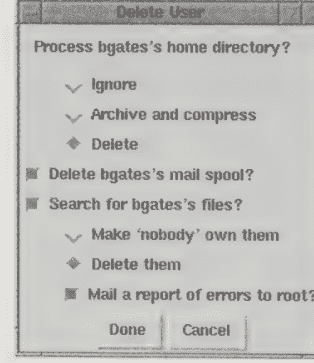 Delete User
Process bgates's home directory?
Ignore
Archive and compress
Delete
Delete bgates's mail spool?
Search for bgates's files?
Make 'nobody' own them
Delete them
Mail a report of errors to root?
Done
Cancel